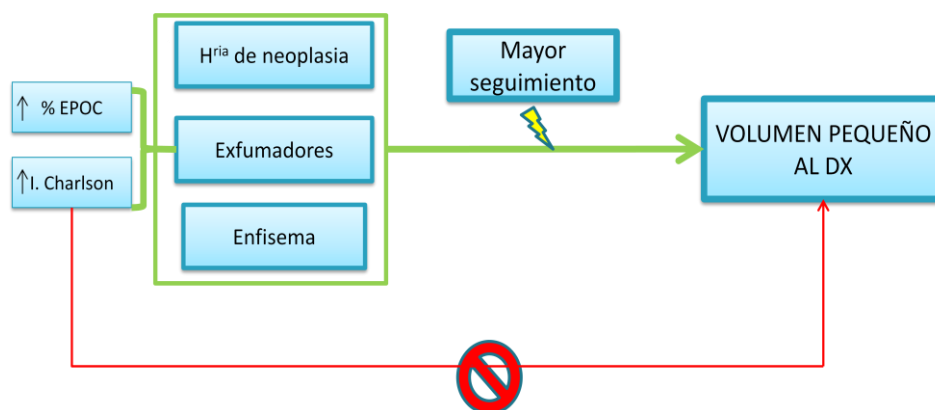 Hria de neoplasia
Mayor
seguimiento
↑ % EPOC
Exfumadores
VOLUMEN PEQUEÑO
AL DX
↑I. Charlson
Enfisema